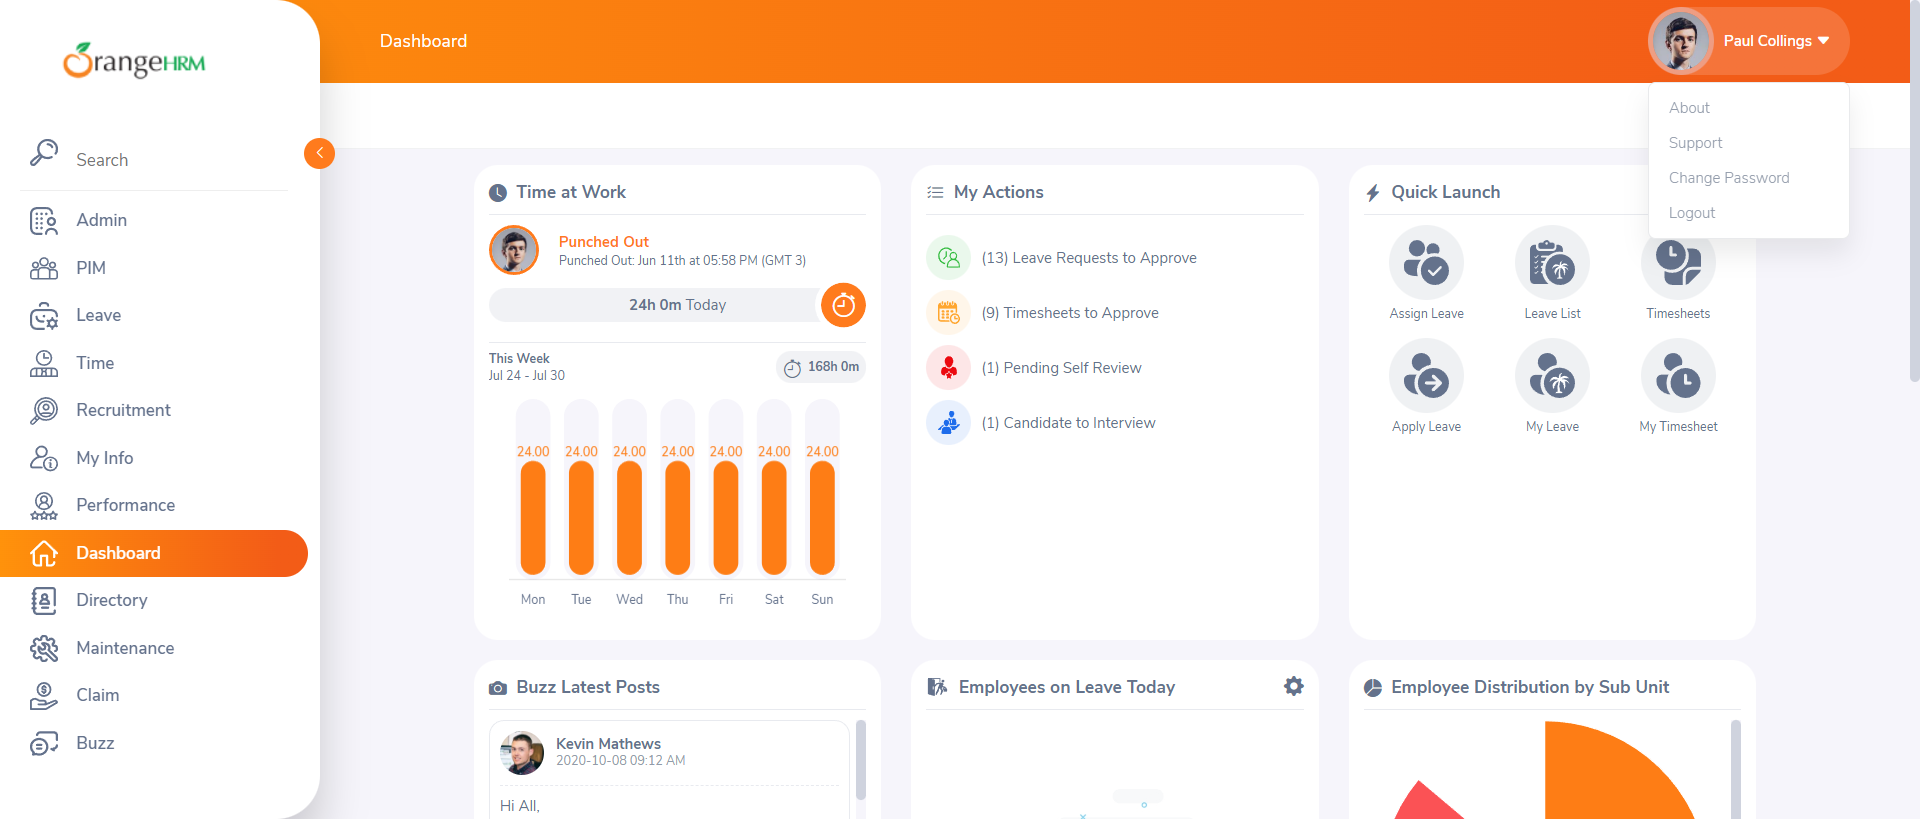 OrangeHRM
Search
Admin
PIM
Leave
Time
Recruitment
My Info
Performance
Dashboard
Directory
Maintenance
Claim
Buzz
Dashboard
Paul Collings
About
Support
Change Password
Logout
Time at Work
Punched Out
Punched Out: Jun 11th at 05:58 PM (GMT 3)
24h 0m Today
This Week
Jul 24 - Jul 30
168h 0m
24.00 24.00 24.00 24.00 24.00 24.00 24.00
Mon Tue Wed Thu Fri Sat Sun
My Actions
(13) Leave Requests to Approve
(9) Timesheets to Approve
(1) Pending Self Review
(1) Candidate to Interview
Quick Launch
Assign Leave
Leave List
Timesheets
Apply Leave
My Leave
My Timesheet
Buzz Latest Posts
Kevin Mathews
2020-10-08 09:12 AM
Hi All,
Employees on Leave Today
Employee Distribution by Sub Unit